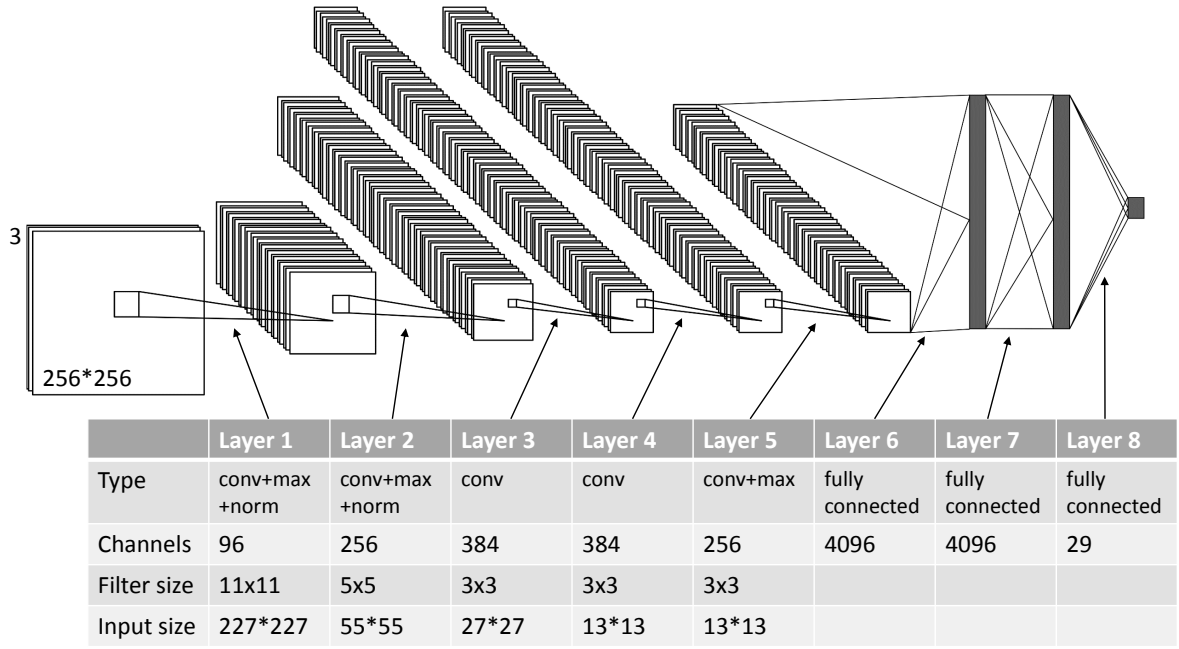 3
256*256
Layer 1 Layer 2 Layer 3 Layer 4 Layer 5 Layer 6 Layer 7 Layer 8
Type conv+max +norm conv+max +norm conv conv conv+max fully connected fully connected fully connected
Channels 96 256 384 384 256 4096 4096 29
Filter size 11x11 5x5 3x3 3x3 3x3
Input size 227*227 55*55 27*27 13*13 13*13